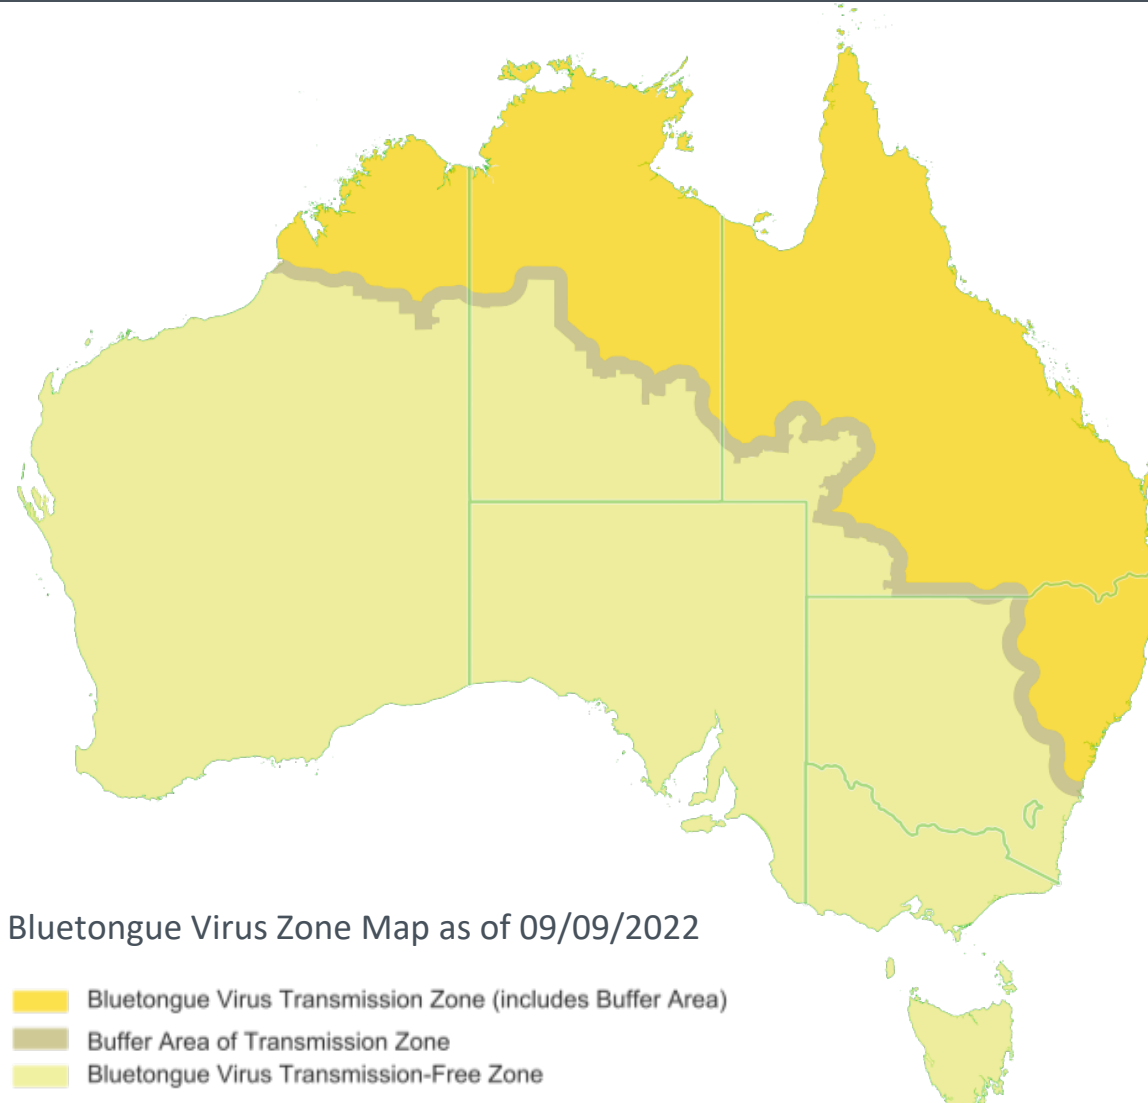 Bluetongue Virus Zone Map as of 09/09/2022
Bluetongue Virus Transmission Zone (includes Buffer Area)
Buffer Area of Transmission Zone
Bluetongue Virus Transmission-Free Zone